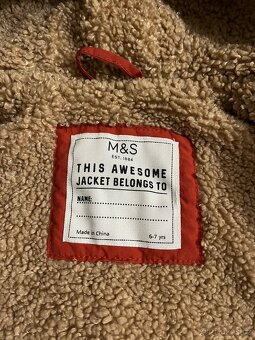 M&S
EST. 1884
THIS AWESOME
JACKET BELONGS TO
NAME:
Made in China 6-7 yrs